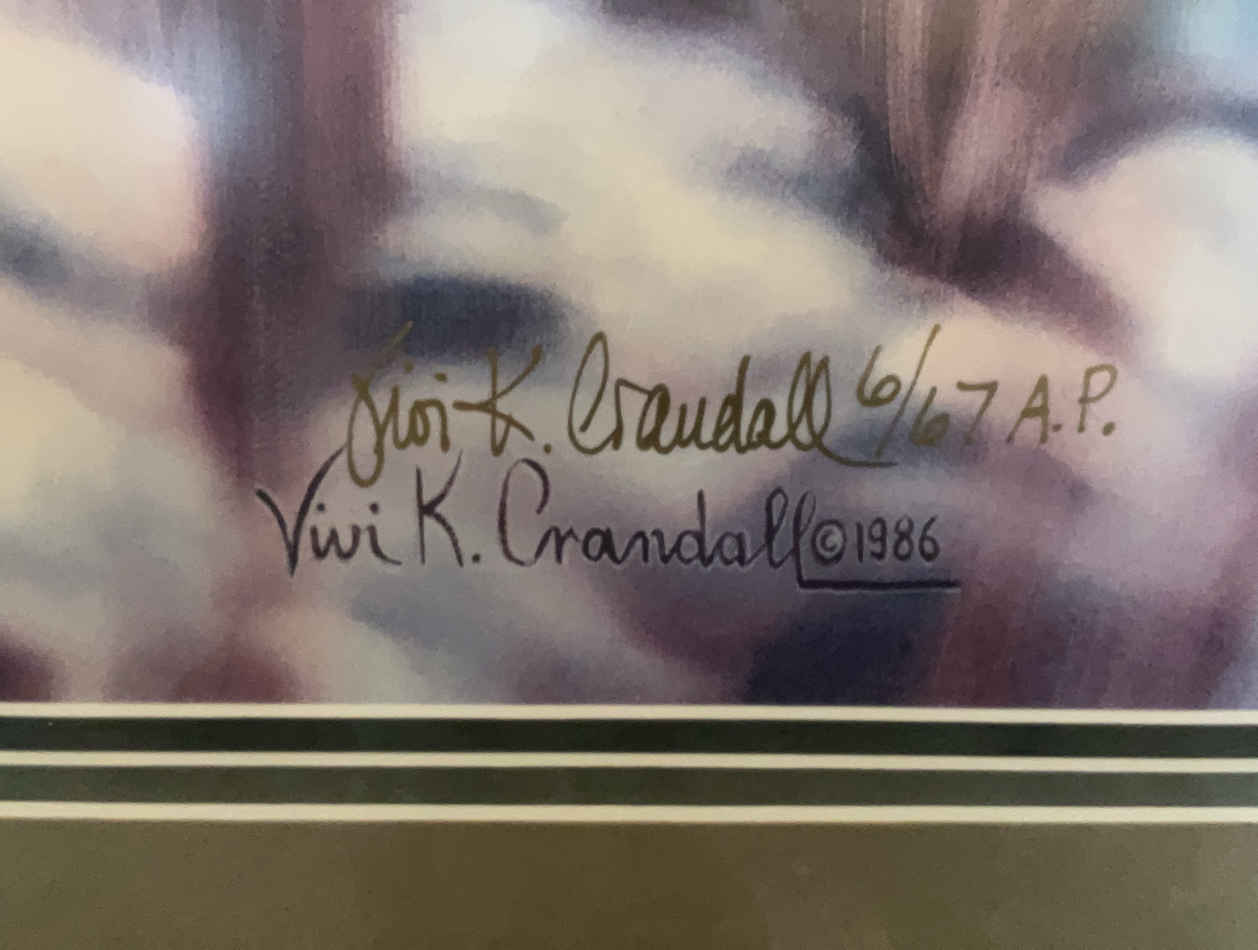 Vivi K. Crandall 6/67 A.P.
Vivi K. Crandall ©1986